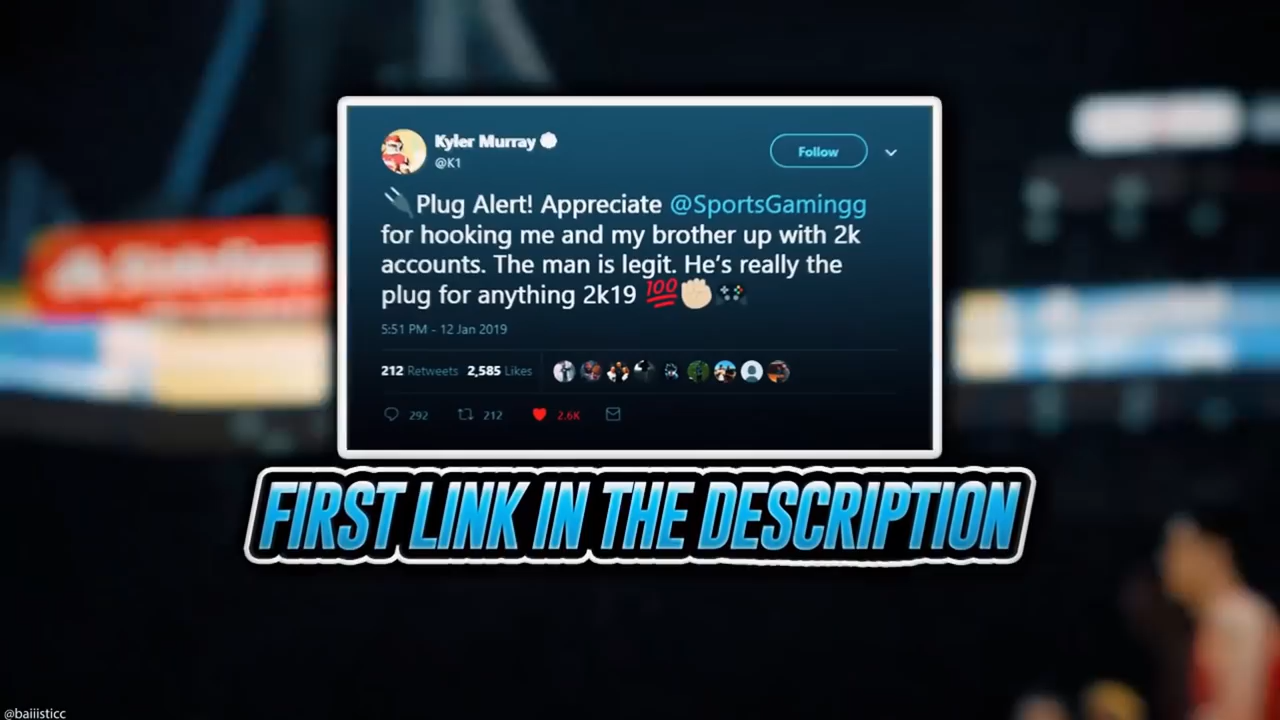 Kyler Murray
@K1
Follow
Plug Alert! Appreciate @SportsGamingg
for hooking me and my brother up with 2k
accounts. The man is legit. He's really the
plug for anything 2k19 💯✊🏼🎮
5:51 PM - 12 Jan 2019
212 Retweets 2,585 Likes
292 212 2.6K
FIRST LINK IN THE DESCRIPTION
@baiiisticc